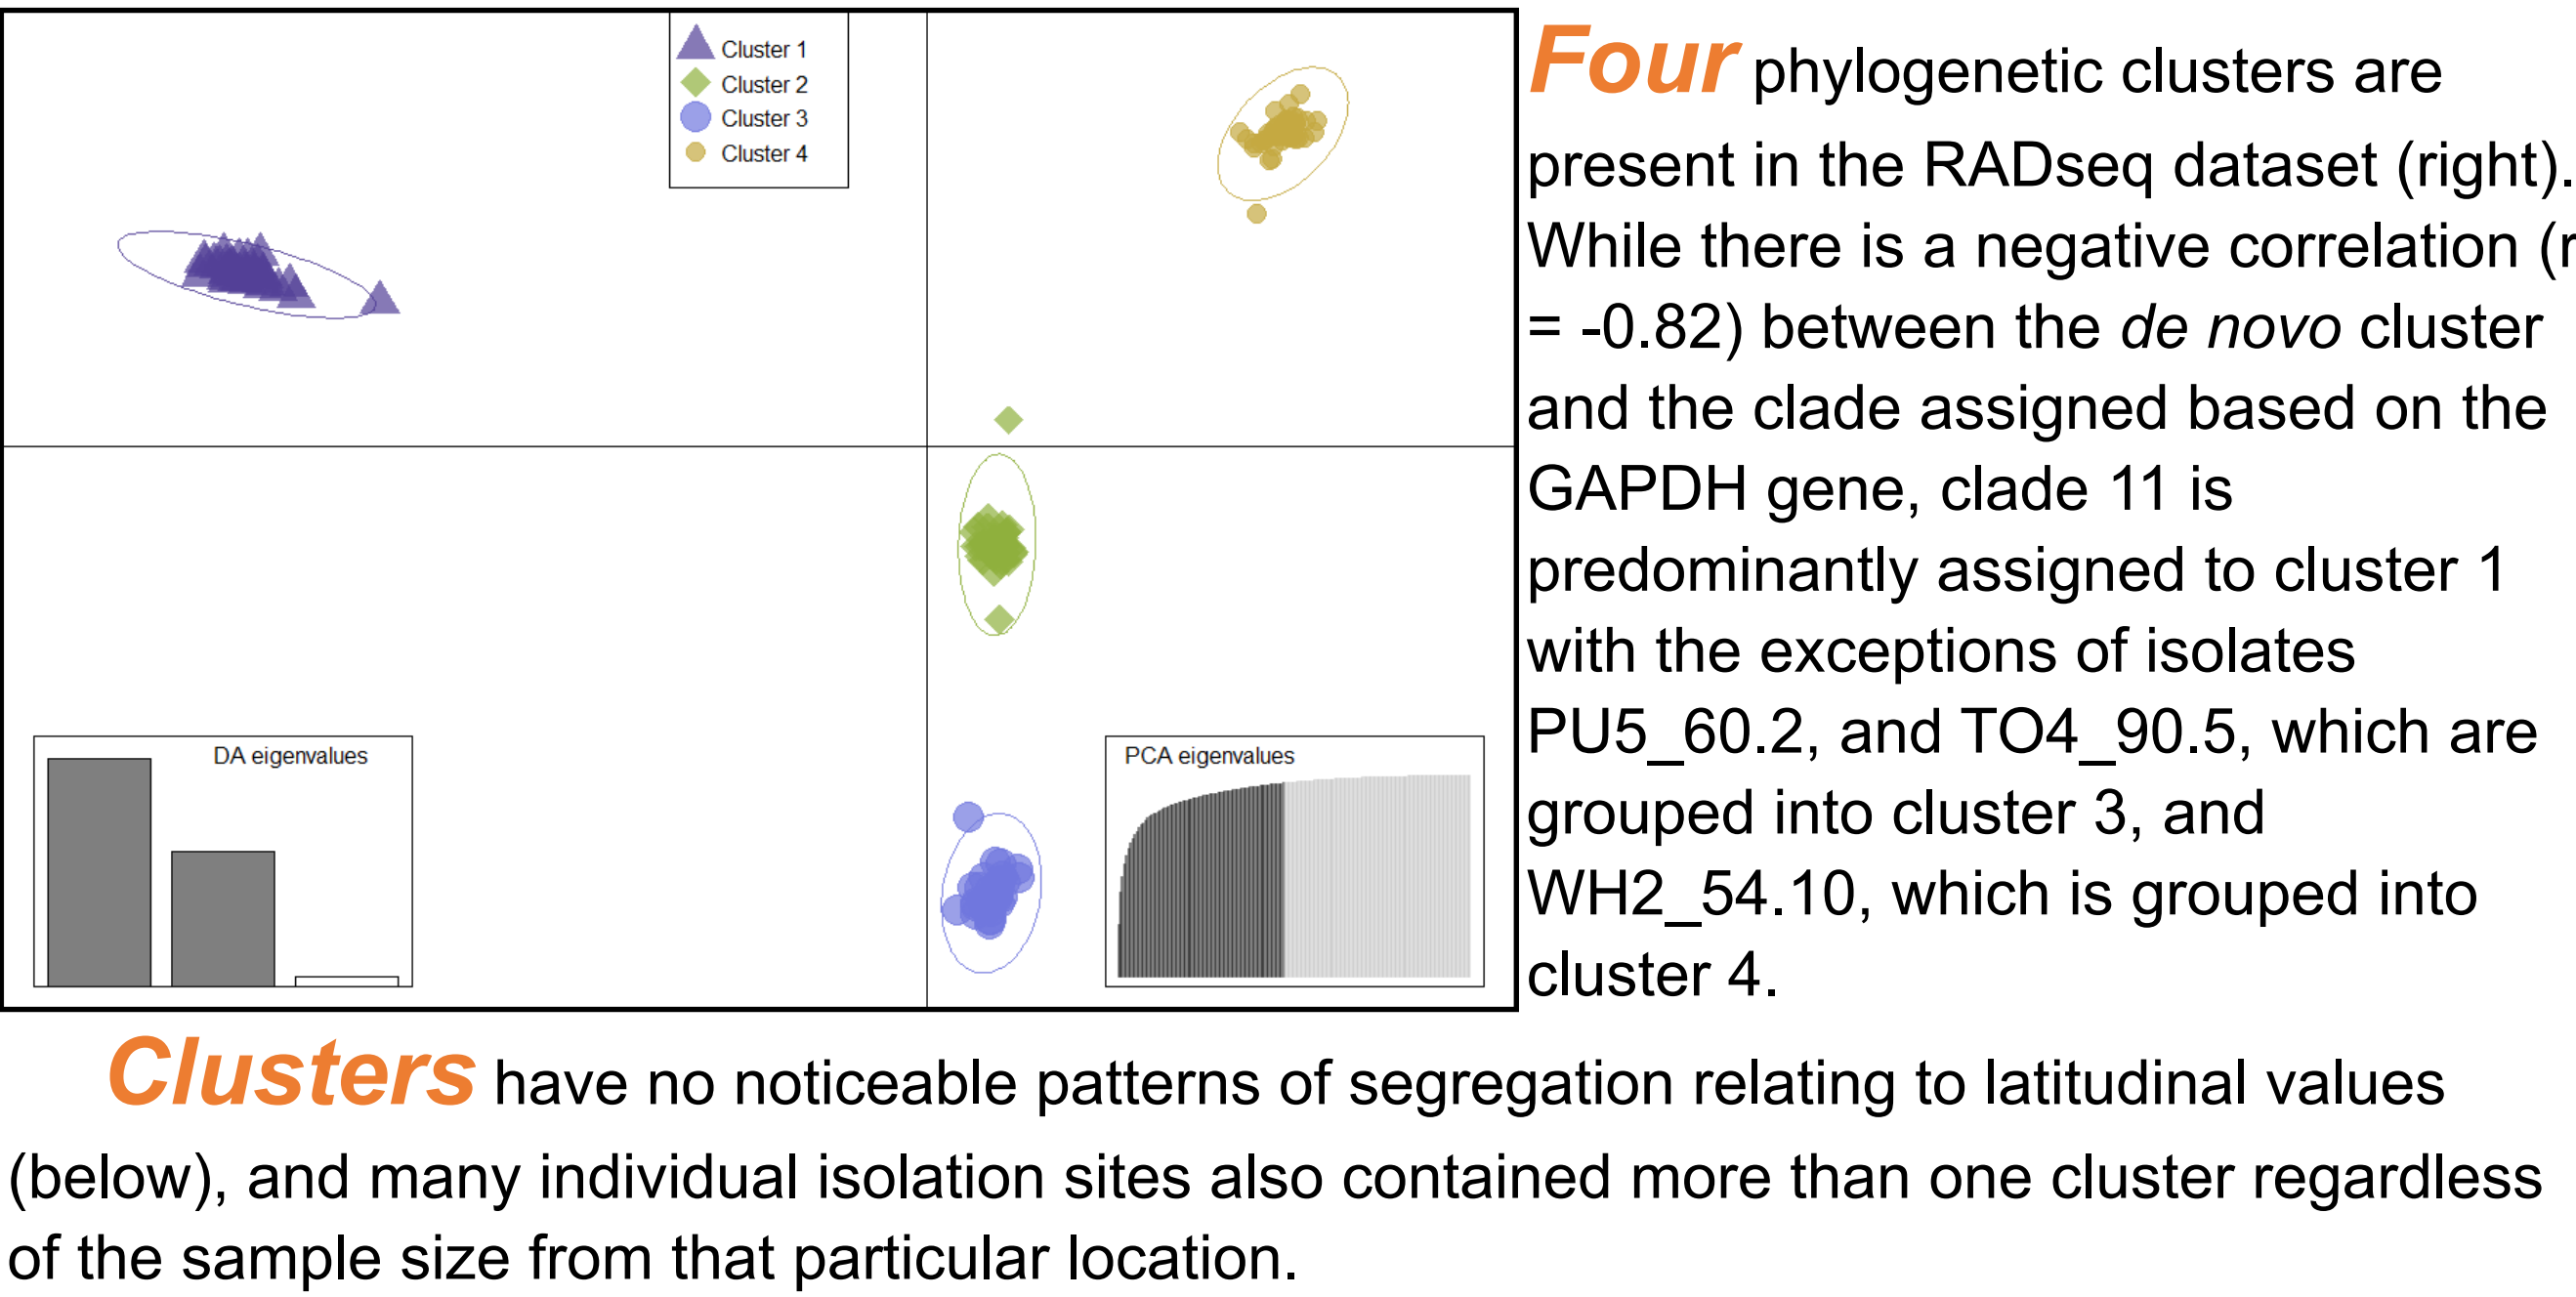 Cluster 1
Cluster 2
Cluster 3
Cluster 4
DA eigenvalues
PCA eigenvalues
Four phylogenetic clusters are
present in the RADseq dataset (right).
While there is a negative correlation (r
= -0.82) between the de novo cluster
and the clade assigned based on the
GAPDH gene, clade 11 is
predominantly assigned to cluster 1
with the exceptions of isolates
PU5_60.2, and TO4_90.5, which are
grouped into cluster 3, and
WH2_54.10, which is grouped into
cluster 4.
Clusters have no noticeable patterns of segregation relating to latitudinal values
(below), and many individual isolation sites also contained more than one cluster regardless
of the sample size from that particular location.